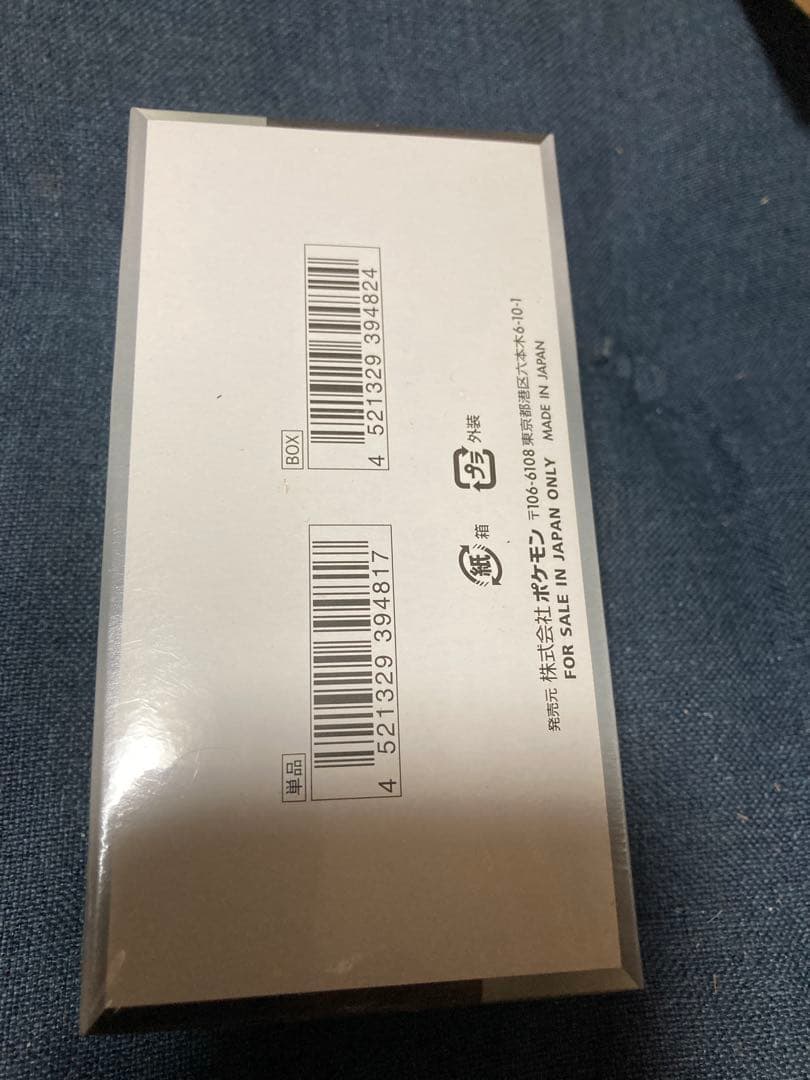 単品
4 521329 394817
BOX
4 521329 394824
紙 箱
プラ 外装
発売元 株式会社 ポケモン 〒106-6108 東京都港区六本木6-10-1
FOR SALE IN JAPAN ONLY MADE IN JAPAN